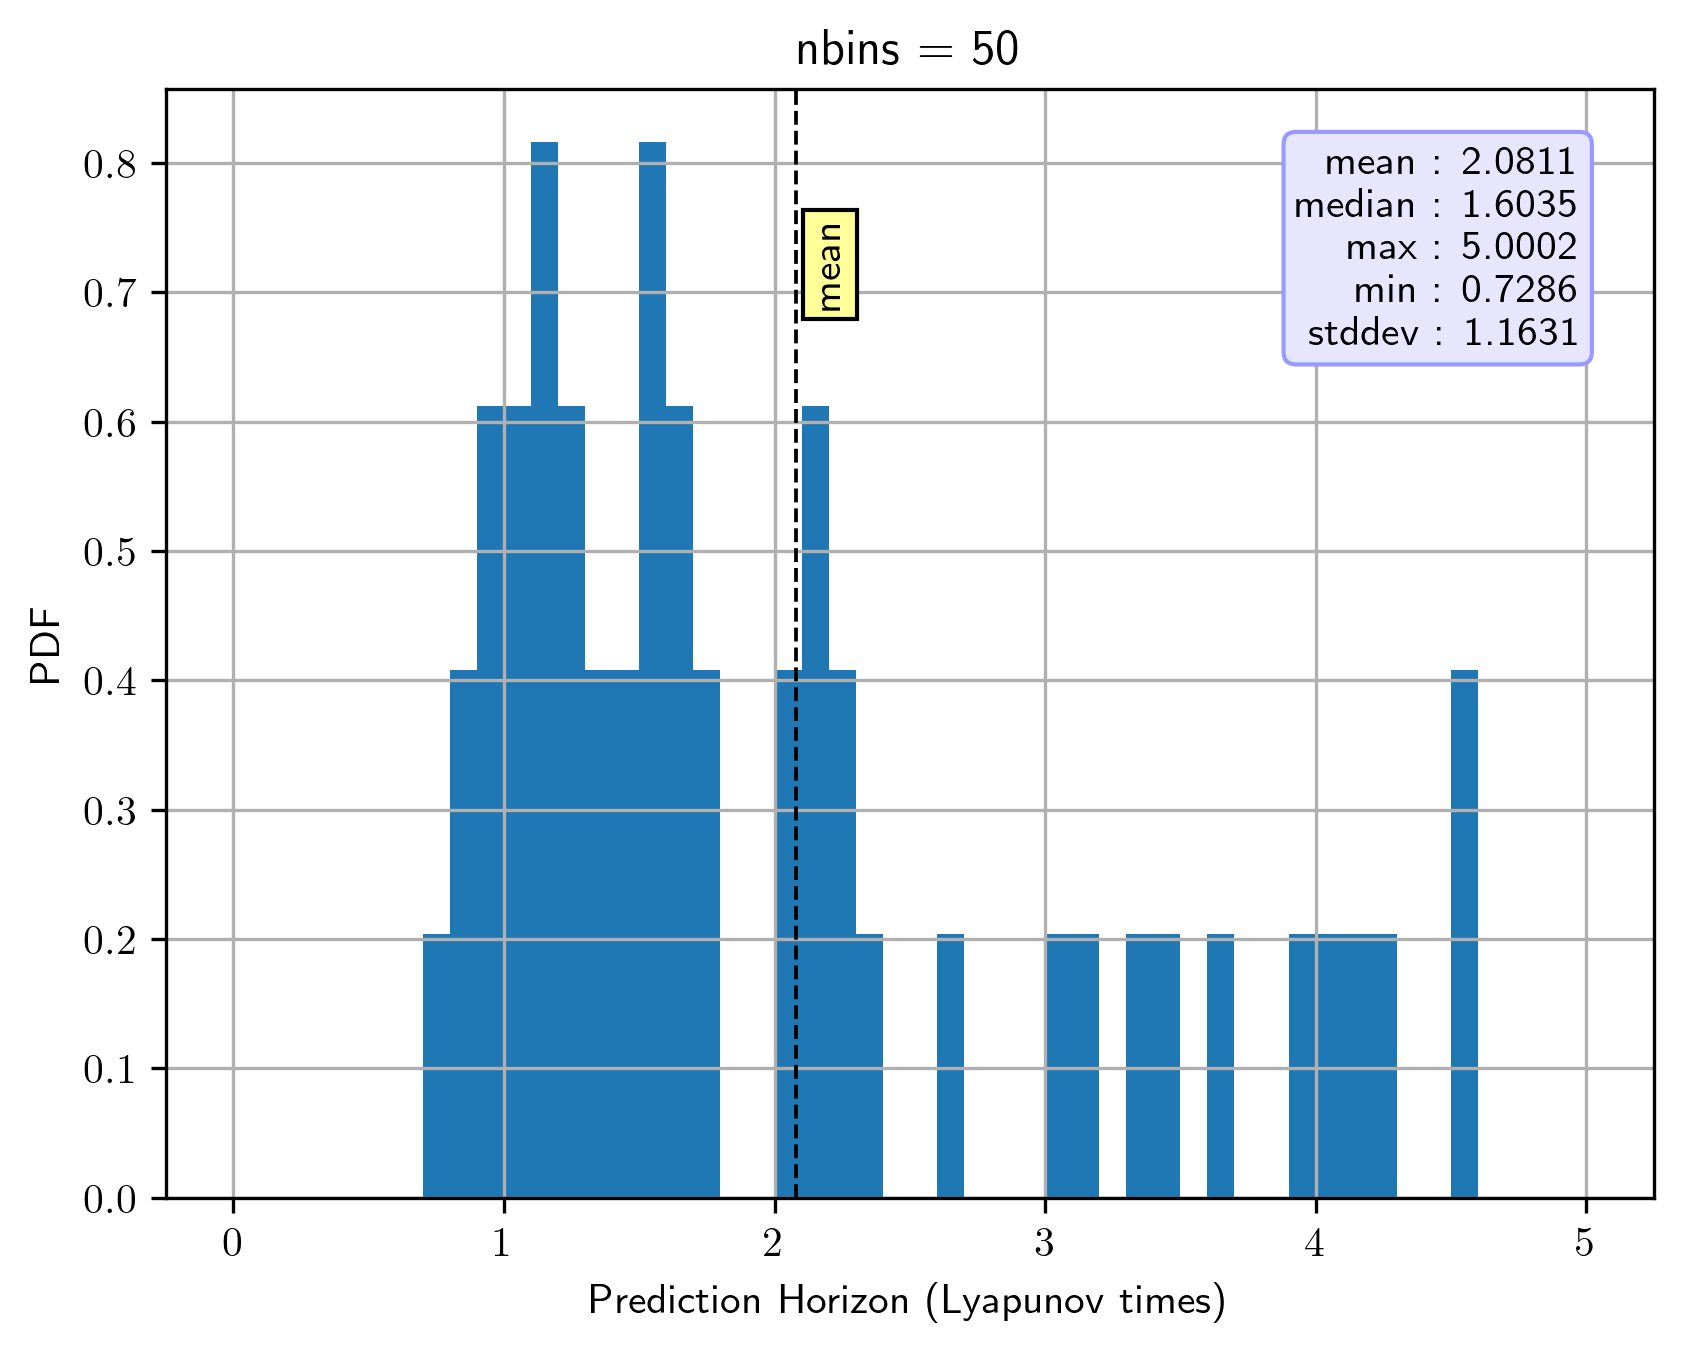 nbins = 50
mean : 2.0811
median : 1.6035
max : 5.0002
min : 0.7286
stddev : 1.1631
mean
PDF
0.8
0.7
0.6
0.5
0.4
0.3
0.2
0.1
0.0
0 1 2 3 4 5
Prediction Horizon (Lyapunov times)